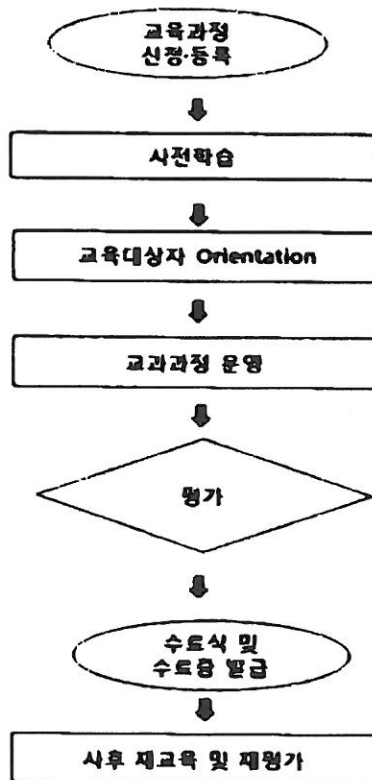 교육과정
신청·등록
사전학습
교육대상자 Orientation
교과과정 운영
평가
수료식 및
수료증 발급
사후 재교육 및 재평가